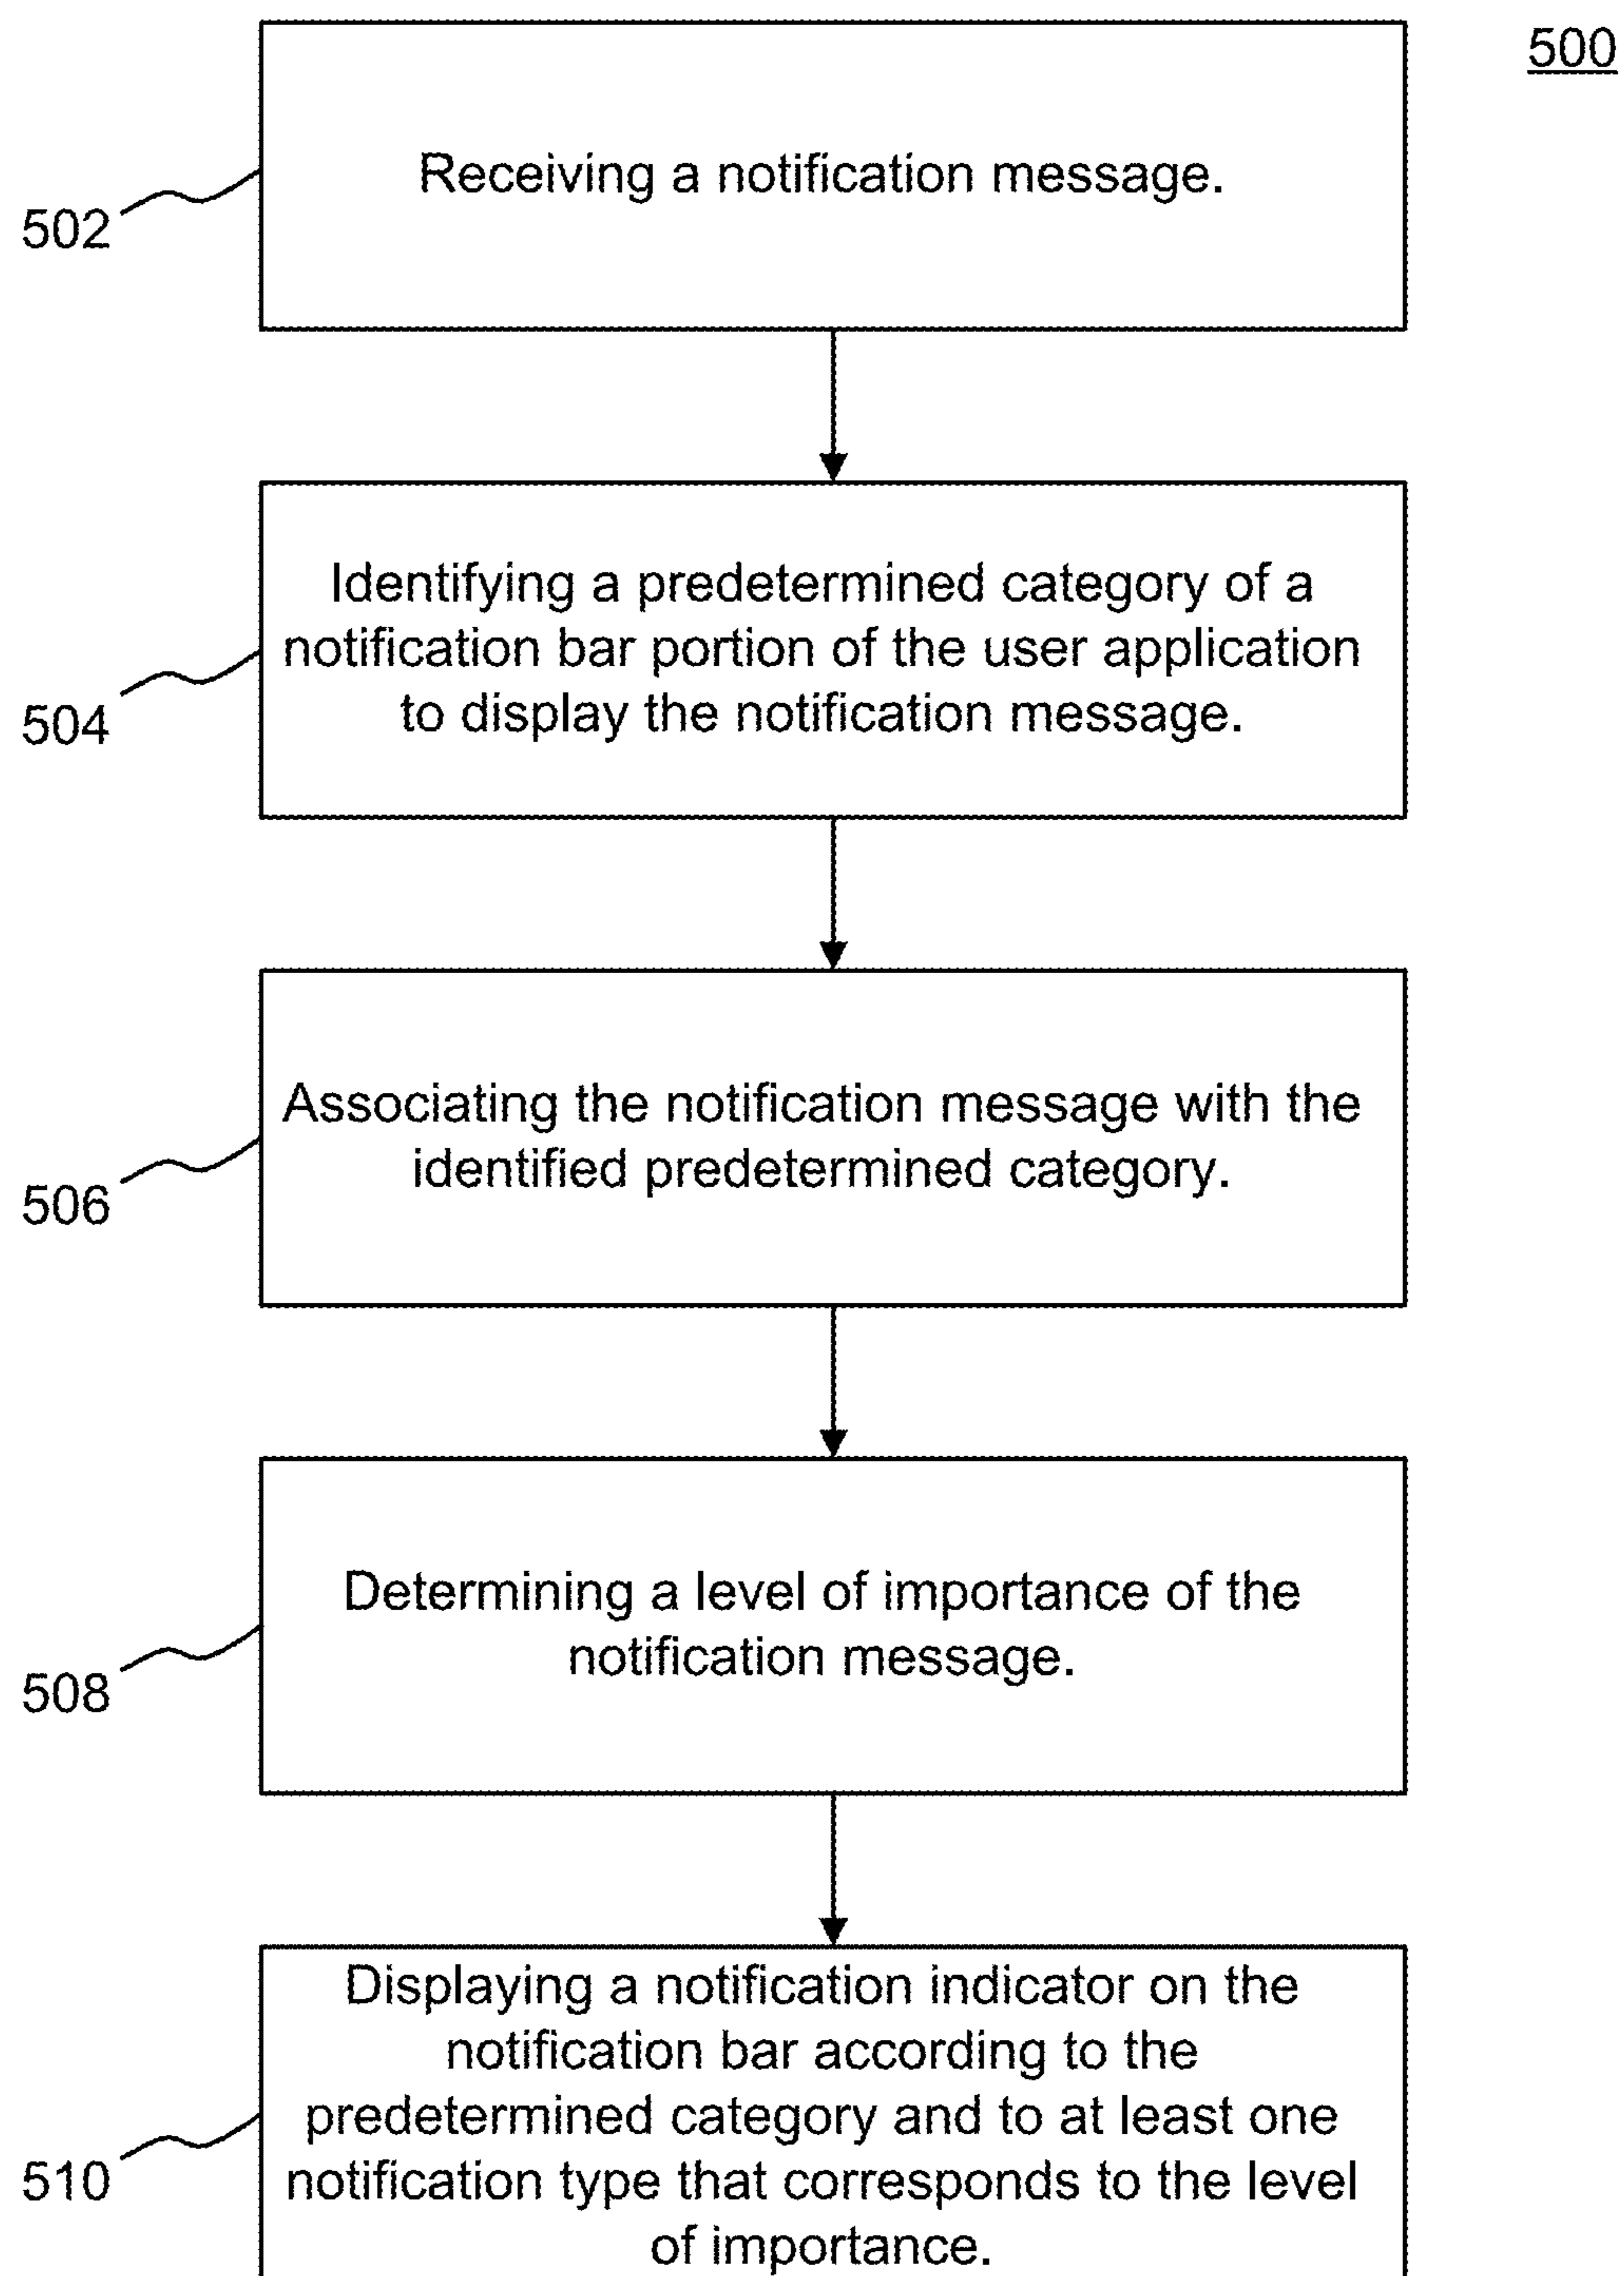 500
Receiving a notification message.
502
Identifying a predetermined category of a
notification bar portion of the user application
to display the notification message.
504
Associating the notification message with the
identified predetermined category.
506
Determining a level of importance of the
notification message.
508
Displaying a notification indicator on the
notification bar according to the
predetermined category and to at least one
notification type that corresponds to the level
of importance.
510